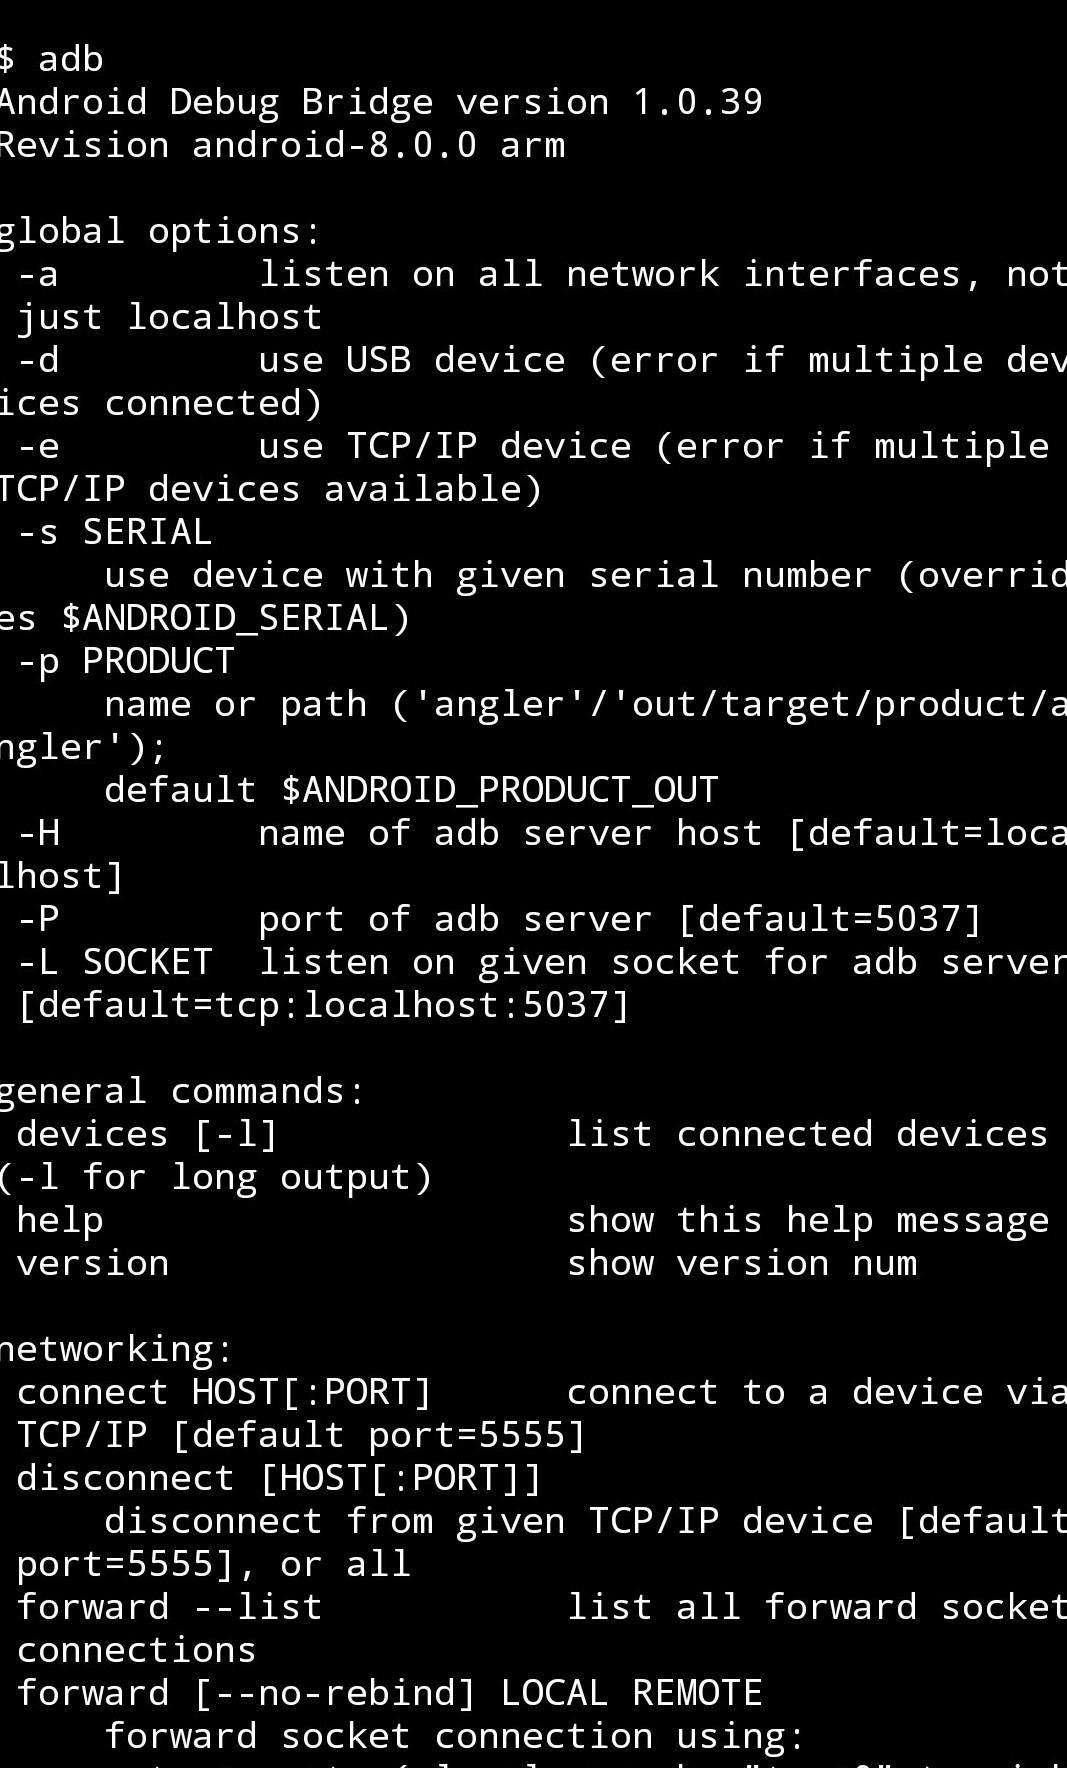 $ adb
Android Debug Bridge version 1.0.39
Revision android-8.0.0 arm

global options:
 -a         listen on all network interfaces, not
 just localhost
 -d         use USB device (error if multiple dev
ices connected)
 -e         use TCP/IP device (error if multiple
TCP/IP devices available)
 -s SERIAL
     use device with given serial number (overrid
es $ANDROID_SERIAL)
 -p PRODUCT
     name or path ('angler'/'out/target/product/a
ngler');
     default $ANDROID_PRODUCT_OUT
 -H         name of adb server host [default=loca
lhost]
 -P         port of adb server [default=5037]
 -L SOCKET  listen on given socket for adb server
 [default=tcp:localhost:5037]

general commands:
 devices [-l]             list connected devices
(-l for long output)
 help                     show this help message
 version                  show version num

networking:
 connect HOST[:PORT]      connect to a device via
 TCP/IP [default port=5555]
 disconnect [HOST[:PORT]]
     disconnect from given TCP/IP device [default
 port=5555], or all
 forward --list           list all forward socket
 connections
 forward [--no-rebind] LOCAL REMOTE
     forward socket connection using: